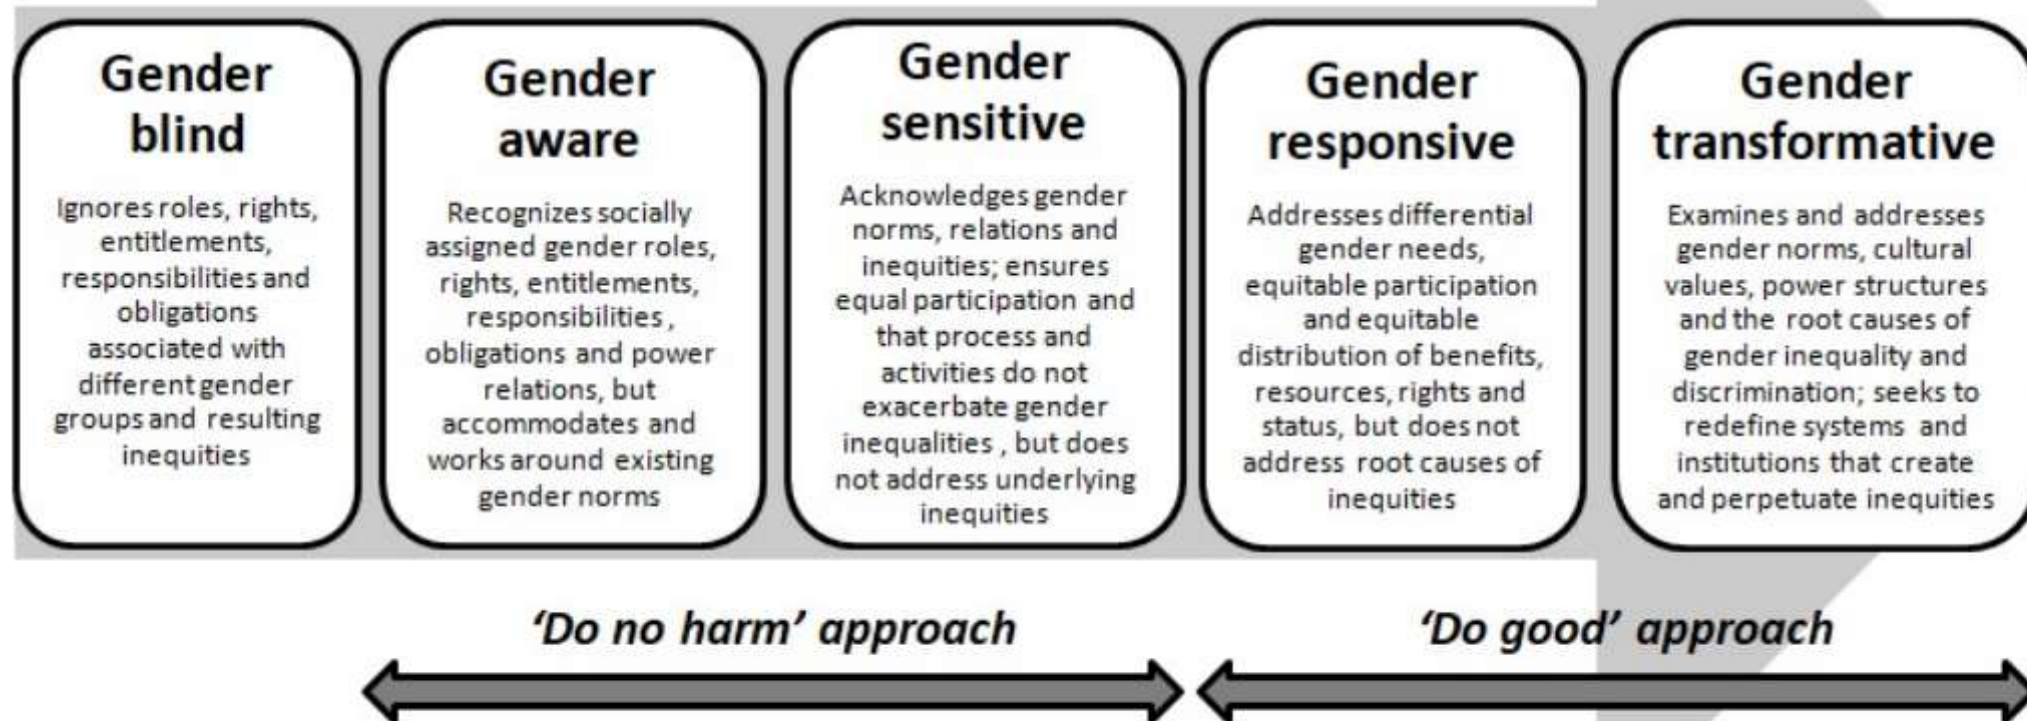 Gender
blind
Ignores roles, rights,
entitlements,
responsibilities and
obligations
associated with
different gender
groups and resulting
inequities
Gender
aware
Recognizes socially
assigned gender roles,
rights, entitlements,
responsibilities ,
obligations and power
relations, but
accommodates and
works around existing
gender norms
Gender
sensitive
Acknowledges gender
norms, relations and
inequities; ensures
equal participation and
that process and
activities do not
exacerbate gender
inequalities , but does
not address underlying
inequities
Gender
responsive
Addresses differential
gender needs,
equitable participation
and equitable
distribution of benefits,
resources, rights and
status, but does not
address root causes of
inequities
Gender
transformative
Examines and addresses
gender norms, cultural
values, power structures
and the root causes of
gender inequality and
discrimination; seeks to
redefine systems and
institutions that create
and perpetuate inequities
‘Do no harm’ approach
‘Do good’ approach